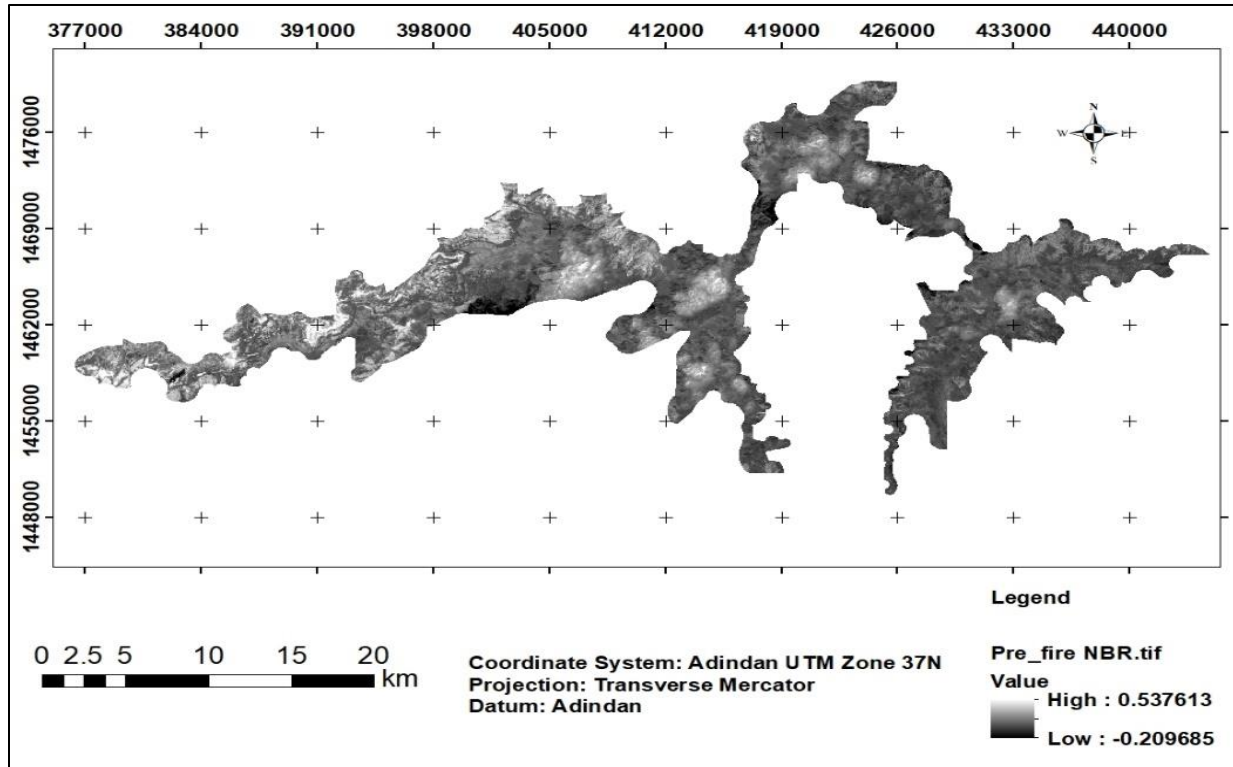 377000 384000 391000 398000 405000 412000 419000 426000 433000 440000
1476000
1469000
1462000
1455000
1448000
N
W E
S
Legend
Pre_fire NBR.tif
Value
High : 0.537613
Low : -0.209685
0 2.5 5 10 15 20
km
Coordinate System: Adindan UTM Zone 37N
Projection: Transverse Mercator
Datum: Adindan